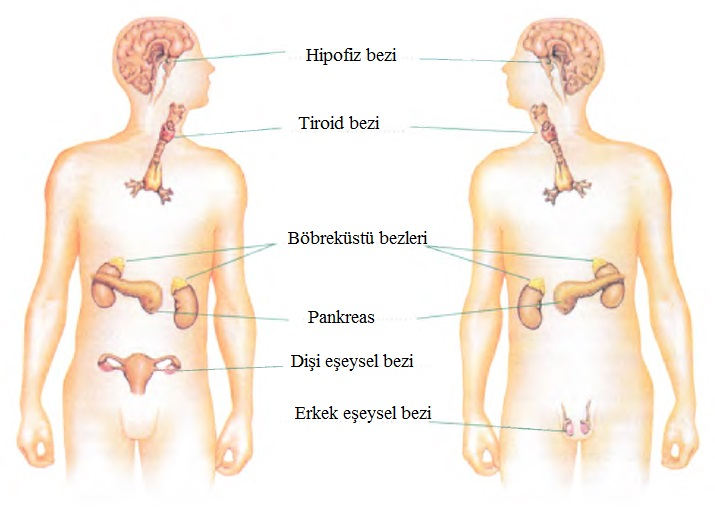 Hipofiz bezi
Tiroid bezi
Böbreküstü bezleri
Pankreas
Dişi eşeysel bezi
Erkek eşeysel bezi